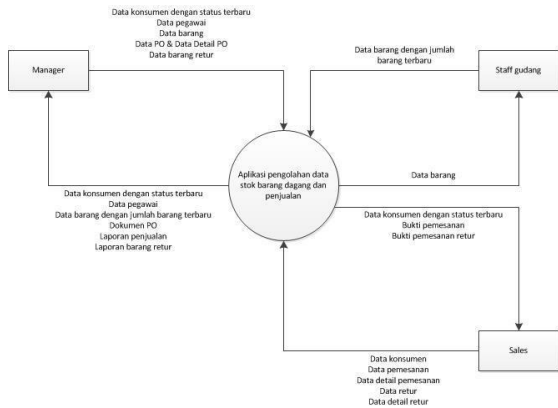 Data konsumen dengan status terbaru
Data pegawai
Data barang
Data PO & Data Detail PO
Data barang retur
Manager
Data barang dengan jumlah
barang terbaru
Staff gudang
Aplikasi pengolahan data
stok barang dagang dan
penjualan
Data barang
Data konsumen dengan status terbaru
Data pegawai
Data barang dengan jumlah barang terbaru
Dokumen PO
Laporan penjualan
Laporan barang retur
Data konsumen dengan status terbaru
Bukti pemesanan
Bukti pemesanan retur
Sales
Data konsumen
Data pemesanan
Data detail pemesanan
Data retur
Data detail retur